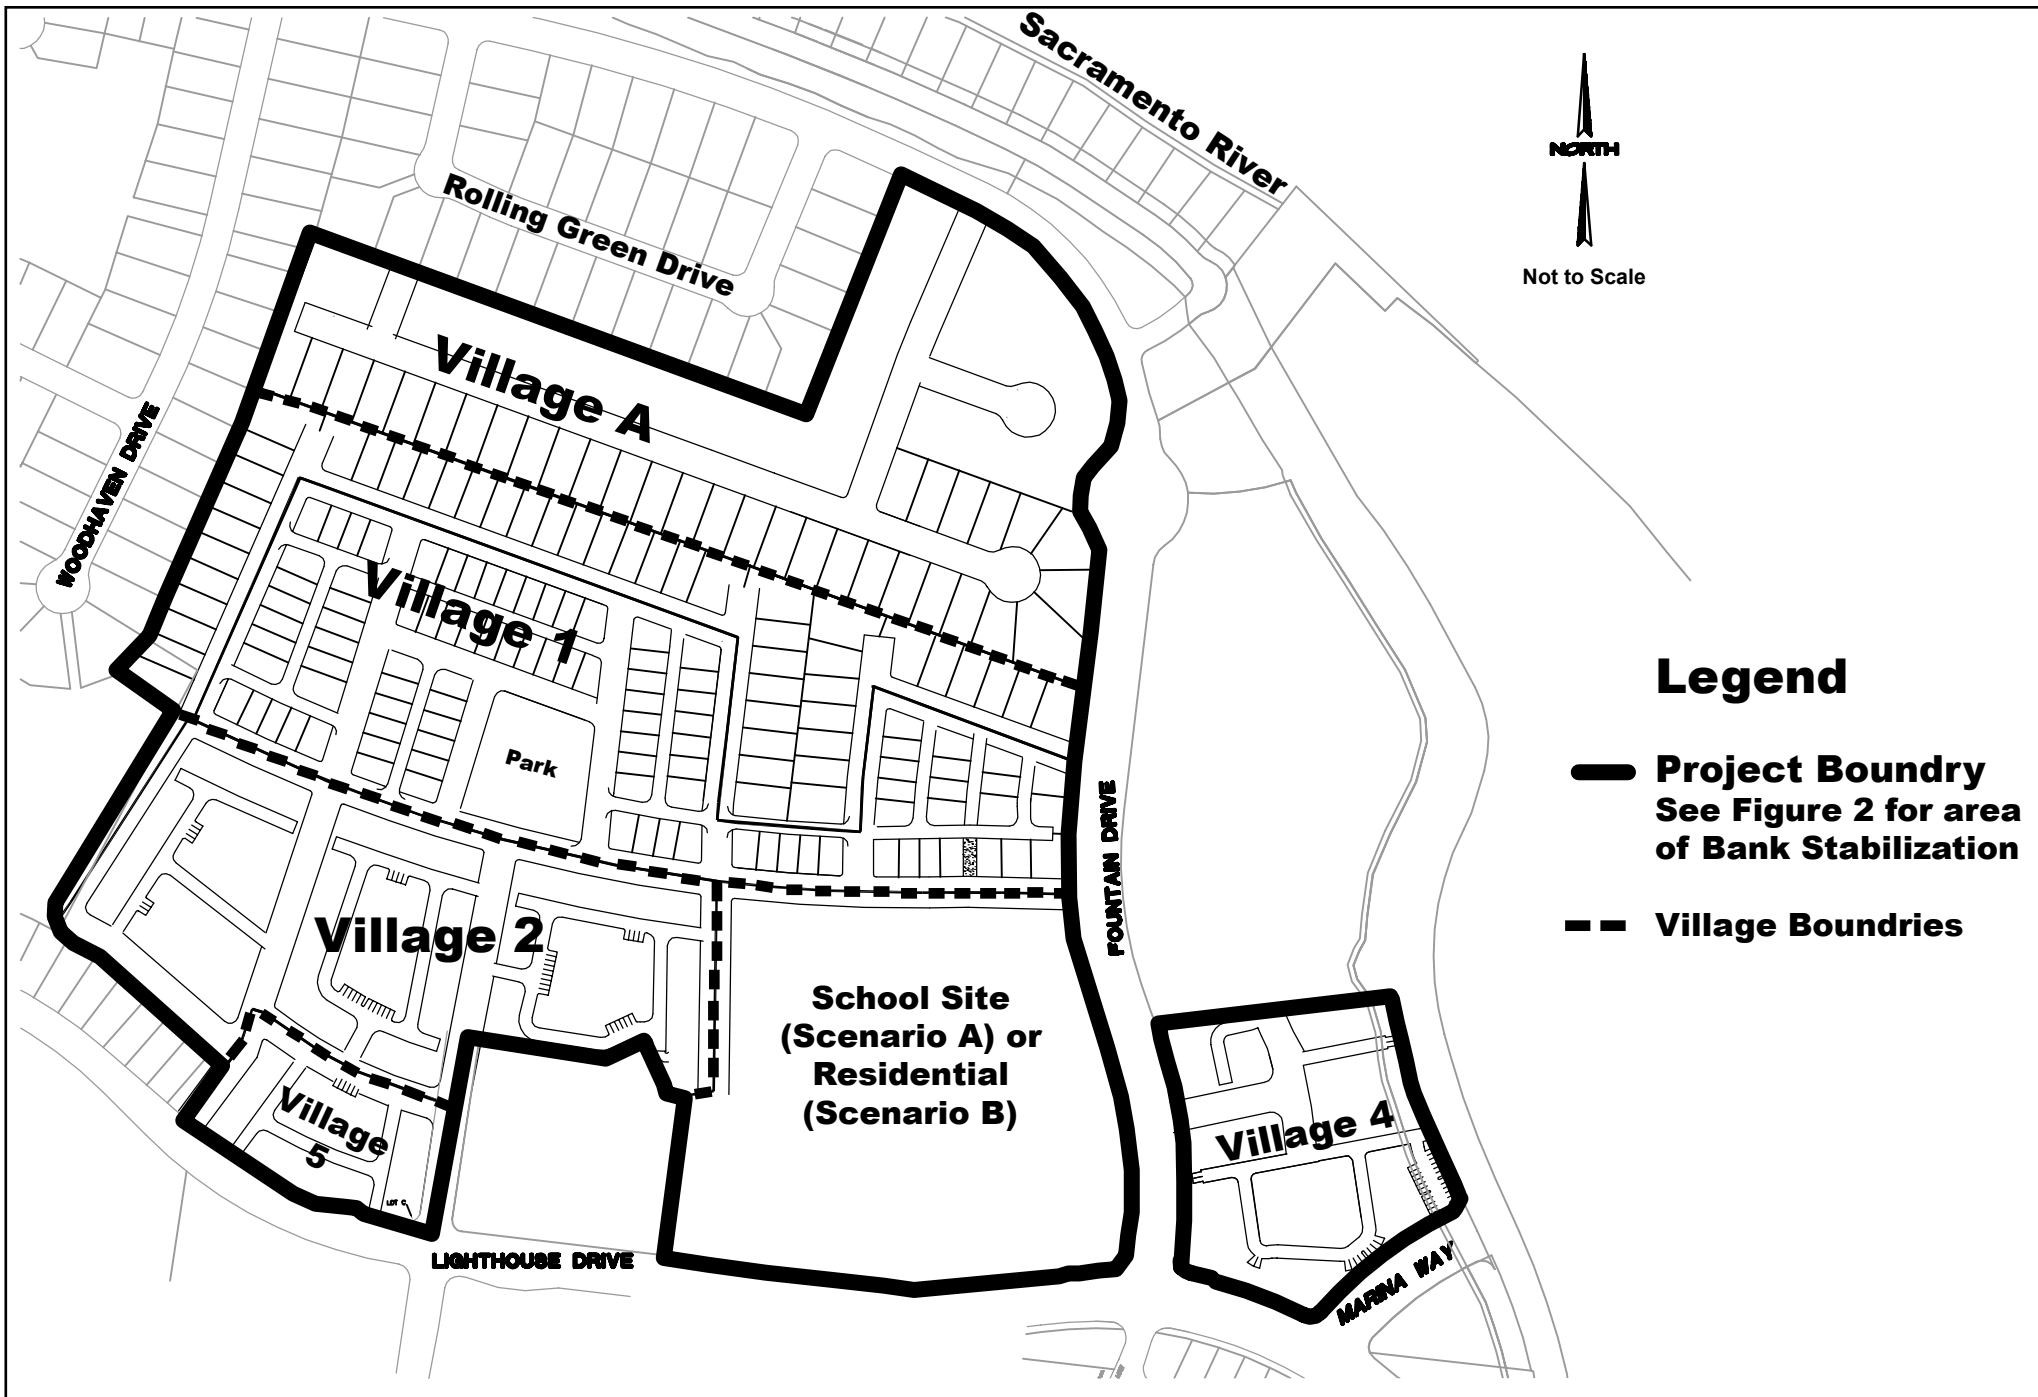 Sacramento River
NORTH
Not to Scale
Rolling Green Drive
Village A
WOODHAVEN DRIVE
Village 1
Park
Legend
Project Boundry
See Figure 2 for area
of Bank Stabilization
Village Boundries
FOUNTAIN DRIVE
Village 2
School Site
(Scenario A) or
Residential
(Scenario B)
Village 4
Village
5
LOT C
LIGHTHOUSE DRIVE
MARINA WAY